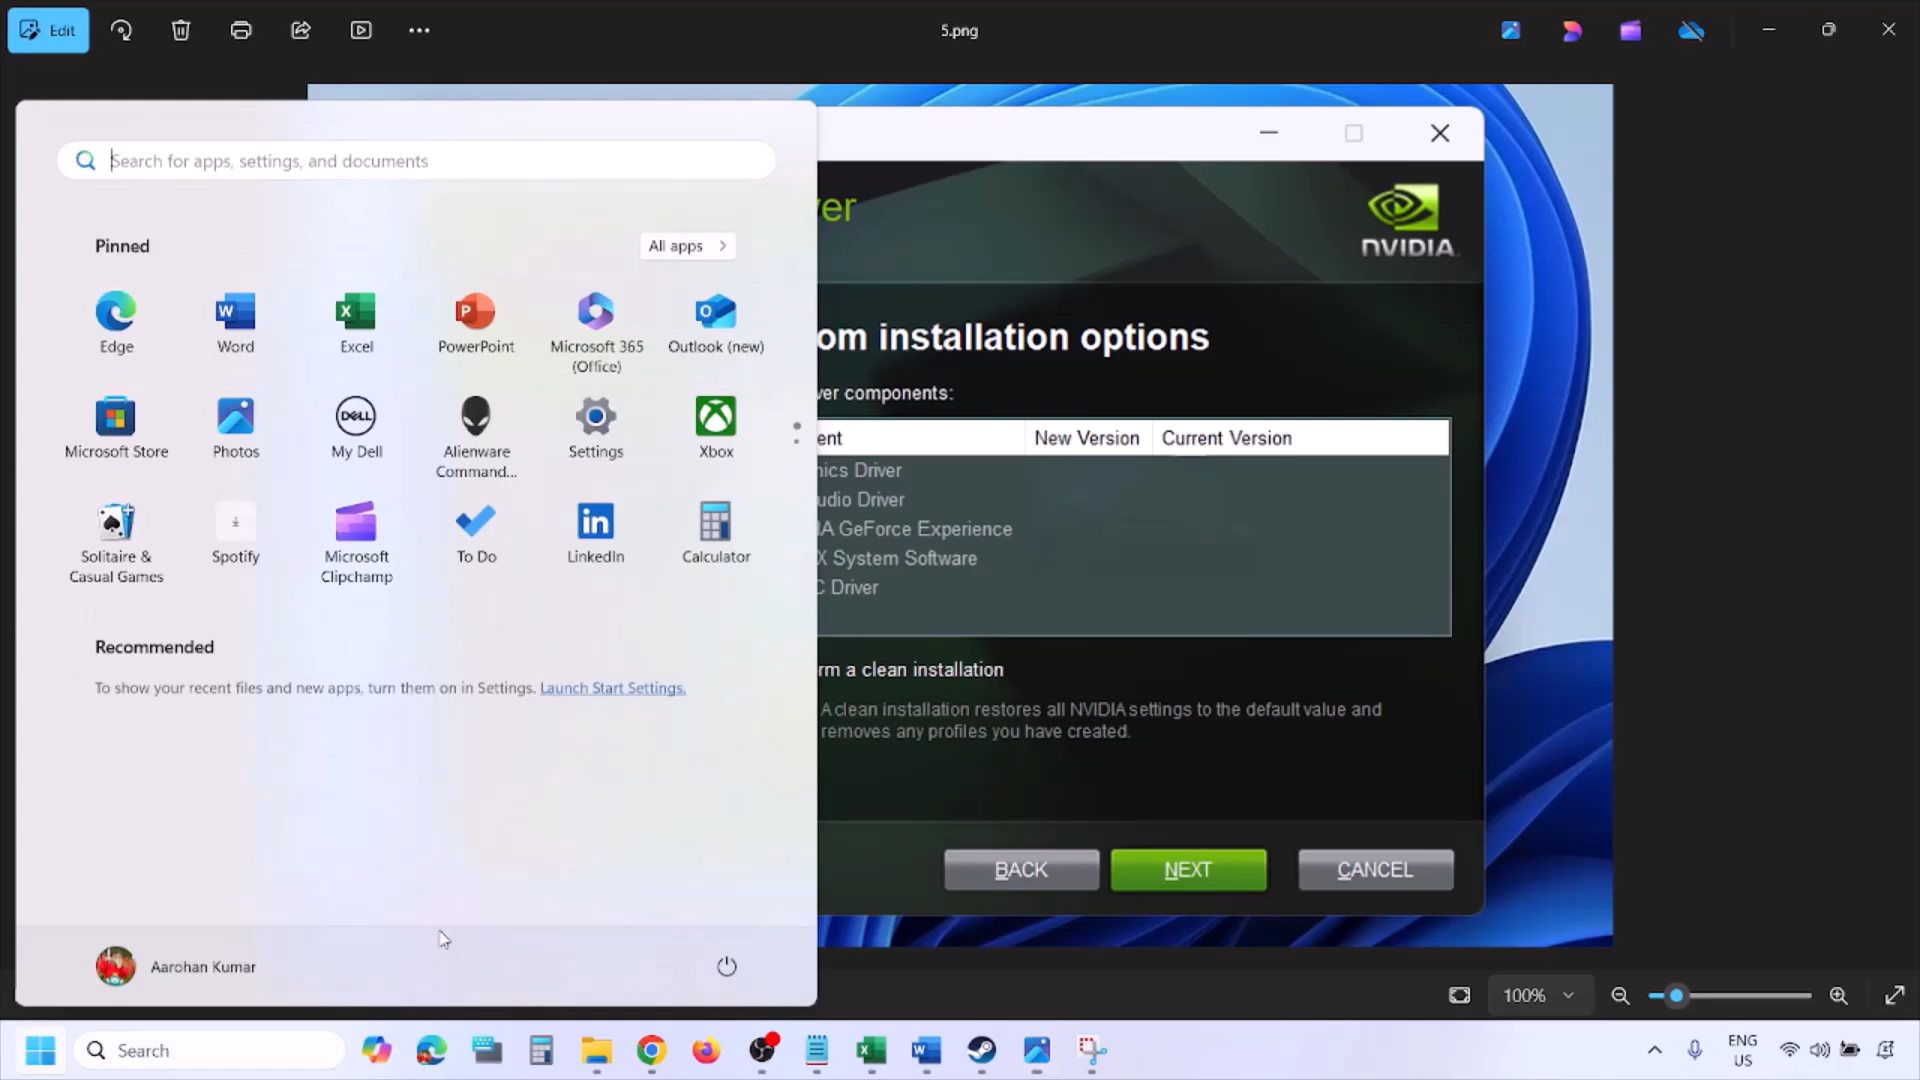 Edit
5.png
Search for apps, settings, and documents
Pinned
All apps
Edge
Word
Excel
PowerPoint
Microsoft 365
(Office)
Outlook (new)
Microsoft Store
Photos
DELL
My Dell
Alienware
Command...
Settings
Xbox
Solitaire &
Casual Games
Spotify
Microsoft
Clipchamp
To Do
LinkedIn
Calculator
Recommended
To show your recent files and new apps, turn them on in Settings. Launch Start Settings.
Aarohan Kumar
ver
NVIDIA.
om installation options
ver components:
ent New Version Current Version
hics Driver
udio Driver
IA GeForce Experience
X System Software
C Driver
rm a clean installation
A clean installation restores all NVIDIA settings to the default value and
removes any profiles you have created.
BACK NEXT CANCEL
100%
Search
ENG
US